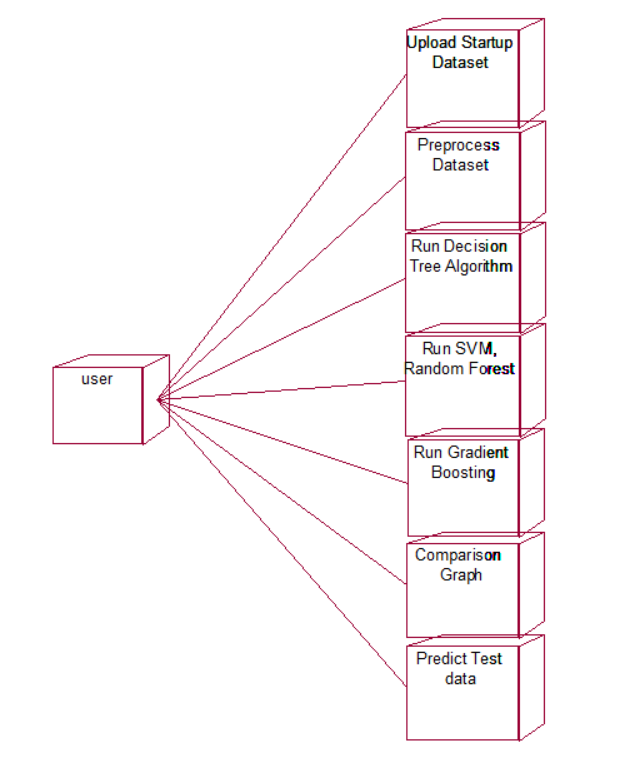 Upload Startup
Dataset
Preprocess
Dataset
Run Decision
Tree Algorithm
Run SVM,
Random Forest
user
Run Gradient
Boosting
Comparison
Graph
Predict Test
data